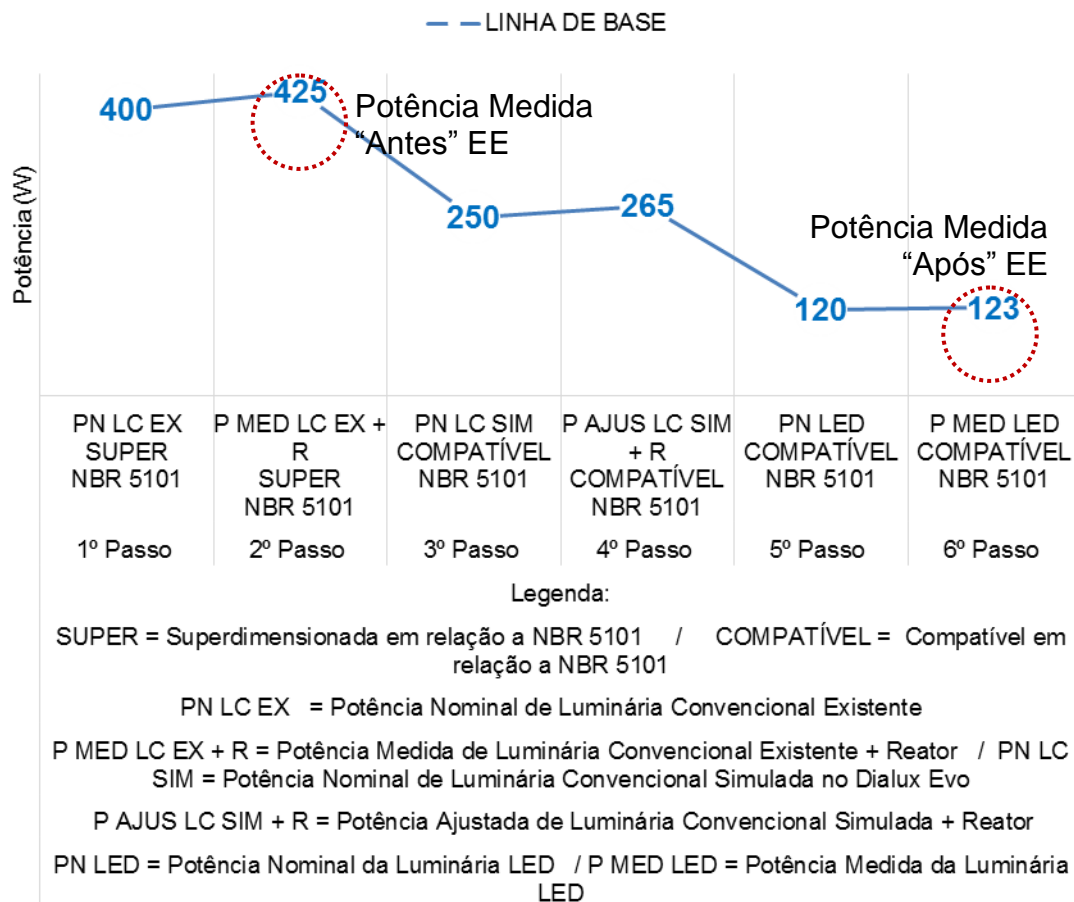 LINHA DE BASE
Potência (W)
400
425
250
265
120
123
Potência Medida
“Antes” EE
Potência Medida
“Após” EE
PN LC EX
SUPER
NBR 5101
1º Passo
P MED LC EX +
R
SUPER
NBR 5101
2º Passo
PN LC SIM
COMPATÍVEL
NBR 5101
3º Passo
P AJUS LC SIM
+ R
COMPATÍVEL
NBR 5101
4º Passo
PN LED
COMPATÍVEL
NBR 5101
5º Passo
P MED LED
COMPATÍVEL
NBR 5101
6º Passo
Legenda:
SUPER = Superdimensionada em relação a NBR 5101 / COMPATÍVEL = Compatível em
relação a NBR 5101
PN LC EX = Potência Nominal de Luminária Convencional Existente
P MED LC EX + R = Potência Medida de Luminária Convencional Existente + Reator / PN LC
SIM = Potência Nominal de Luminária Convencional Simulada no Dialux Evo
P AJUS LC SIM + R = Potência Ajustada de Luminária Convencional Simulada + Reator
PN LED = Potência Nominal da Luminária LED / P MED LED = Potência Medida da Luminária
LED